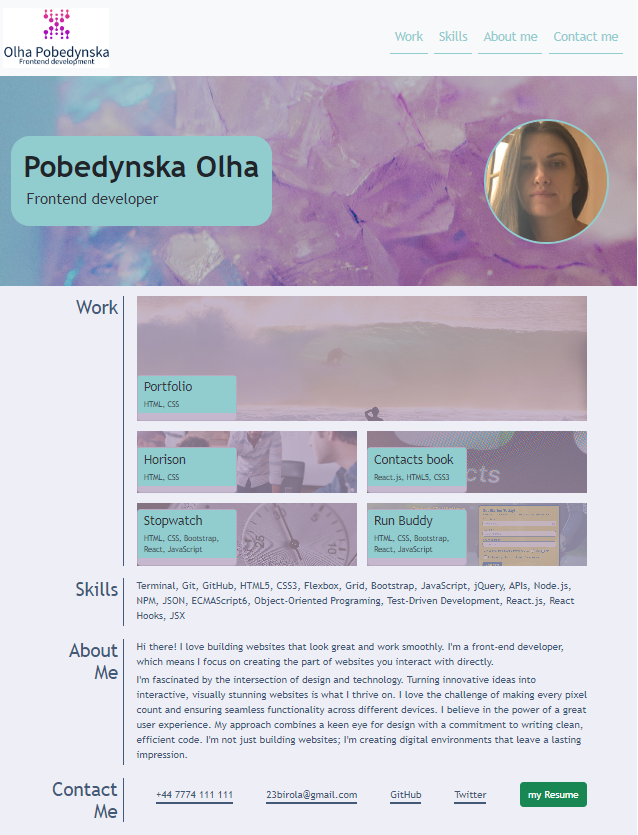 Olha Pobedynska
Frontend development
Work Skills About me Contact me
Pobedynska Olha
Frontend developer
Work
Portfolio
HTML, CSS
Horison
HTML, CSS
Contacts book
React.js, HTML5, CSS3
Stopwatch
HTML, CSS, Bootstrap,
React, JavaScript
Run Buddy
HTML, CSS, Bootstrap,
React, JavaScript
Skills
Terminal, Git, GitHub, HTML5, CSS3, Flexbox, Grid, Bootstrap, JavaScript, jQuery, APIs, Node.js,
NPM, JSON, ECMAScript6, Object-Oriented Programing, Test-Driven Development, React.js, React
Hooks, JSX
About
Me
Hi there! I love building websites that look great and work smoothly. I'm a front-end developer,
which means I focus on creating the part of websites you interact with directly.
I'm fascinated by the intersection of design and technology. Turning innovative ideas into
interactive, visually stunning websites is what I thrive on. I love the challenge of making every pixel
count and ensuring seamless functionality across different devices. I believe in the power of a great
user experience. My approach combines a keen eye for design with a commitment to writing clean,
efficient code. I'm not just building websites; I'm creating digital environments that leave a lasting
impression.
Contact
Me
+44 7774 111 111 23birola@gmail.com GitHub Twitter my Resume